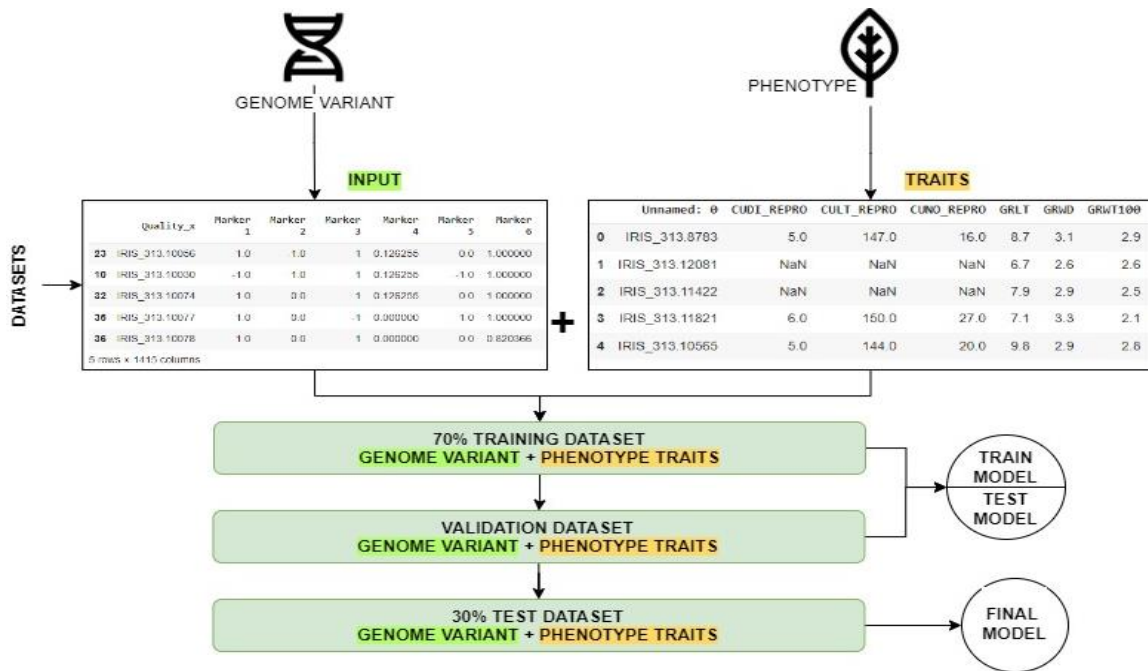 GENOME VARIANT
PHENOTYPE
INPUT
TRAITS
DATASETS
Quality_x Marker 1 Marker 2 Marker 3 Marker 4 Marker 5 Marker 6
23 IRIS_313.10056 1.0 1.0 1 0.126255 0.0 1.000000
10 IRIS_313.10030 -1.0 1.0 1 0.126255 -1.0 1.000000
32 IRIS_313.10074 1.0 0.0 1 0.126255 0.0 1.000000
36 IRIS_313.10077 1.0 0.0 -1 0.000000 1.0 1.000000
36 IRIS_313.10078 1.0 0.0 1 0.000000 0.0 0.820366
5 rows × 1415 columns
+
Unnamed: 0 CUDI_REPRO CULT_REPRO CUNO_REPRO GRLT GRWD GRWT100
0 IRIS_313.8783 5.0 147.0 16.0 8.7 3.1 2.9
1 IRIS_313.12081 NaN NaN NaN 6.7 2.6 2.6
2 IRIS_313.11422 NaN NaN NaN 7.9 2.9 2.5
3 IRIS_313.11821 6.0 150.0 27.0 7.1 3.3 2.1
4 IRIS_313.10565 5.0 144.0 20.0 9.8 2.9 2.8
70% TRAINING DATASET
GENOME VARIANT + PHENOTYPE TRAITS
TRAIN
MODEL
TEST
MODEL
VALIDATION DATASET
GENOME VARIANT + PHENOTYPE TRAITS
30% TEST DATASET
GENOME VARIANT + PHENOTYPE TRAITS
FINAL
MODEL